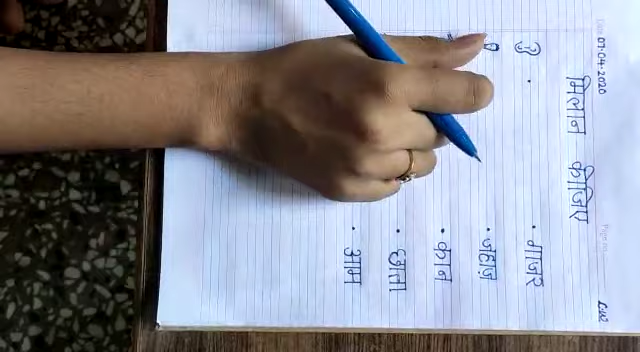 07-04-2020
मिलान कीजिए
• गाजर
• जहाज़
• कान
• छाता
• आम